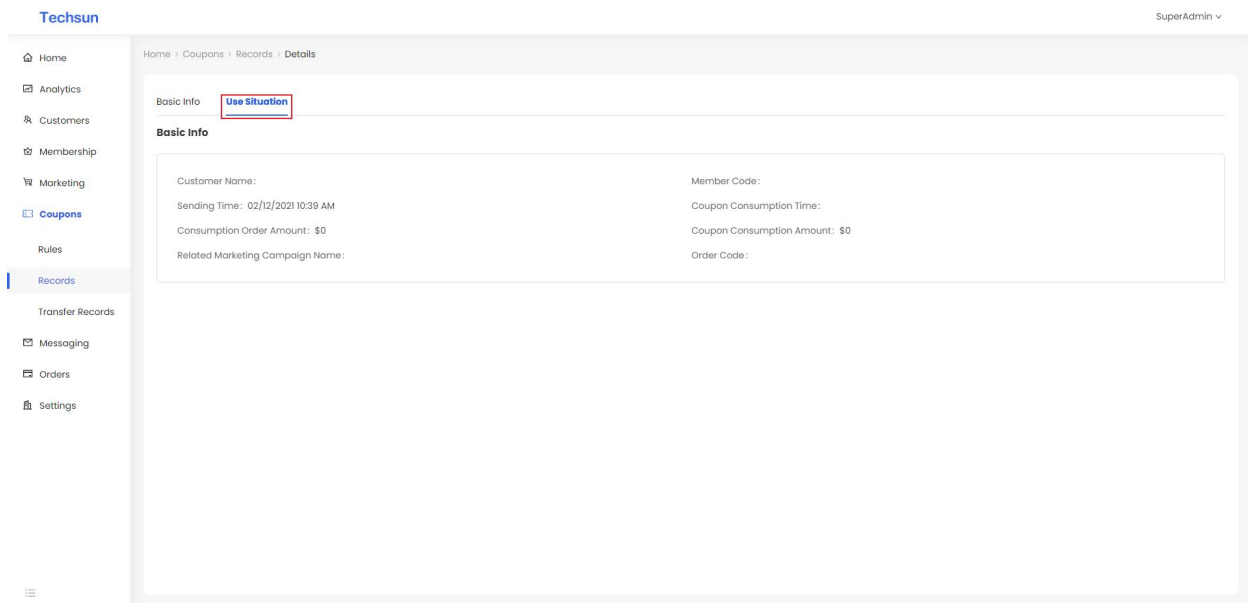 Techsun
SuperAdmin
Home
Analytics
Customers
Membership
Marketing
Coupons
Rules
Records
Transfer Records
Messaging
Orders
Settings
Home > Coupons > Records > Details
Basic Info Use Situation
Basic Info
Customer Name: Member Code:
Sending Time: 02/12/2021 10:39 AM Coupon Consumption Time:
Consumption Order Amount: $0 Coupon Consumption Amount: $0
Related Marketing Campaign Name: Order Code: